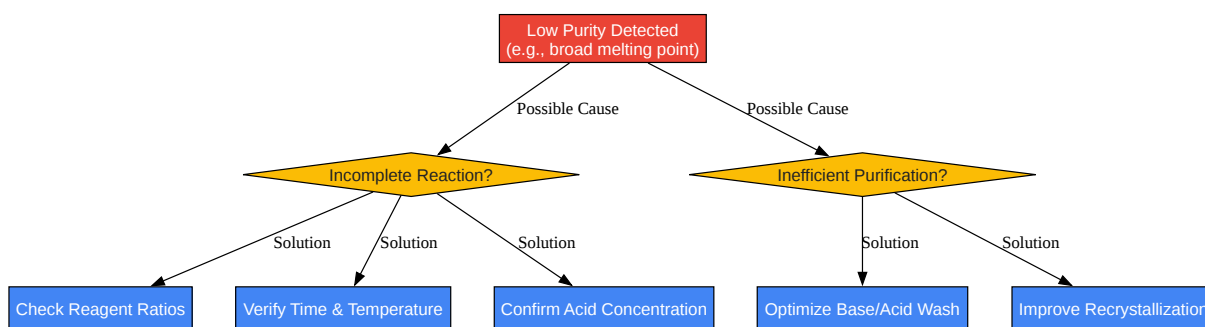 Low Purity Detected
(e.g., broad melting point)
Possible Cause
Possible Cause
Incomplete Reaction?
Inefficient Purification?
Solution
Solution
Solution
Solution
Solution
Check Reagent Ratios
Verify Time & Temperature
Confirm Acid Concentration
Optimize Base/Acid Wash
Improve Recrystallization